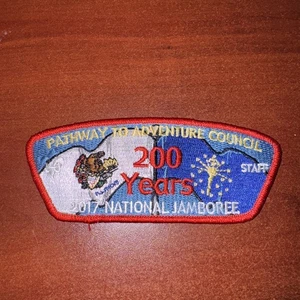 PATHWAY TO ADVENTURE COUNCIL
200
Years
STAFF
2017 NATIONAL JAMBOREE